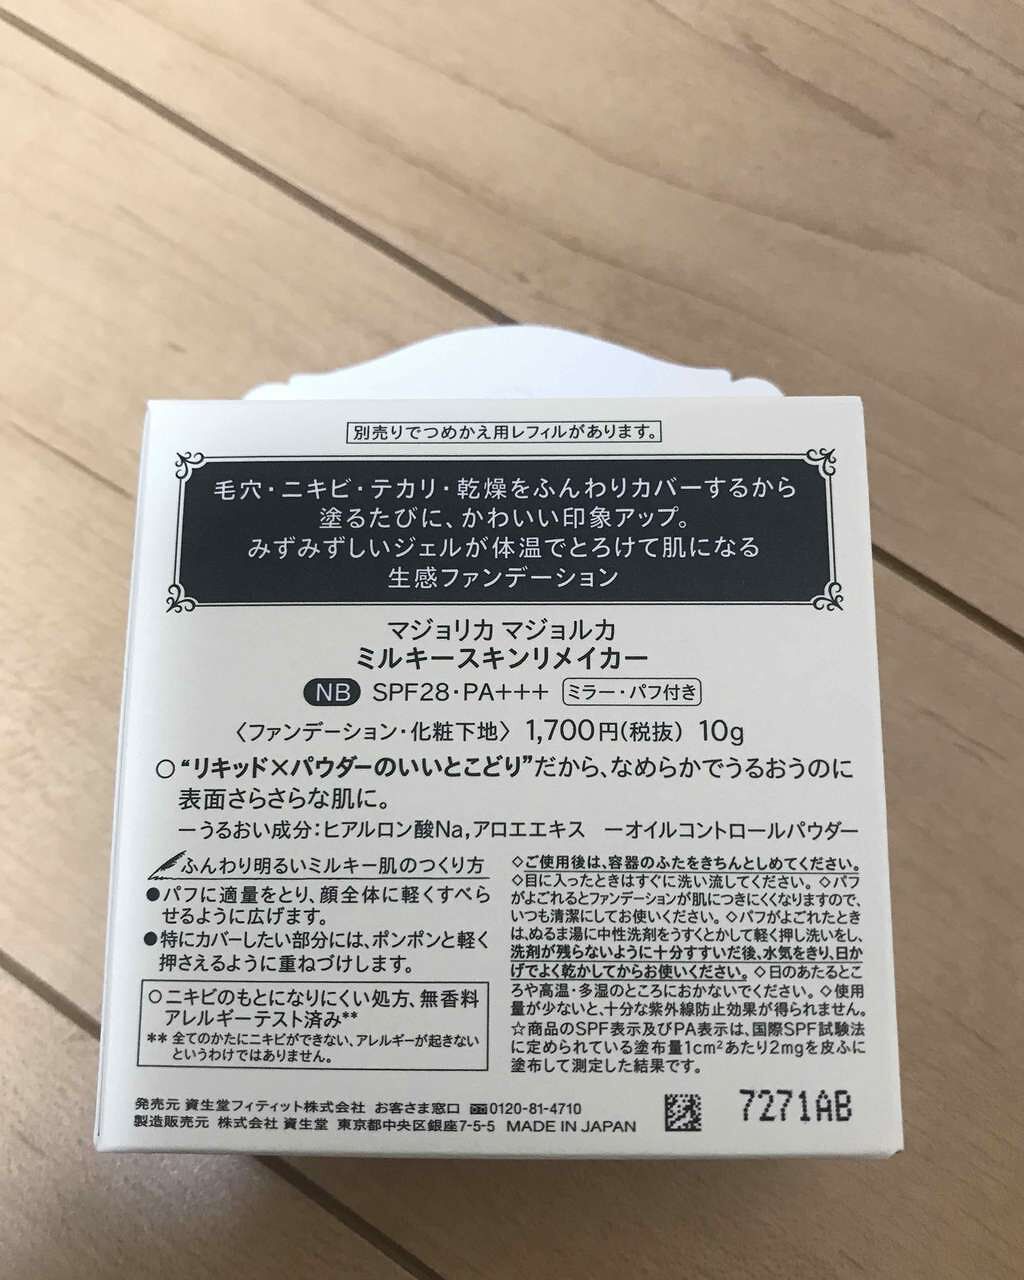 別売りでつめかえ用レフィルがあります。
毛穴・ニキビ・テカリ・乾燥をふんわりカバーするから
塗るたびに、かわいい印象アップ。
みずみずしいジェルが体温でとろけて肌になる
生感ファンデーション
マジョリカ マジョルカ
ミルキースキンリメイカー
NB SPF28・PA+++ ミラー・パフ付き
〈ファンデーション・化粧下地〉 1,700円(税抜) 10g
○“リキッド×パウダーのいいとこどり”だから、なめらかでうるおうのに
表面さらさらな肌に。
ーうるおい成分：ヒアルロン酸Na,アロエエキス ーオイルコントロールパウダー
ふんわり明るいミルキー肌のつくり方
●パフに適量をとり、顔全体に軽くすべら
せるように広げます。
●特にカバーしたい部分には、ポンポンと軽く
押さえるように重ねづけします。
○ニキビのもとになりにくい処方、無香料
アレルギーテスト済み**
**全てのかたにニキビができない、アレルギーが起きない
というわけではありません。
◇ご使用後は、容器のふたをきちんとしめてください。
◇目に入ったときはすぐに洗い流してください。◇パフ
がよごれるとファンデーションが肌につきにくくなりますので、
いつも清潔にしてお使いください。◇パフがよごれたとき
は、ぬるま湯に中性洗剤をうすくとかして軽く押し洗いをし、
洗剤が残らないように十分すすいだ後、水気をきり、日か
げでよく乾かしてからお使いください。◇日のあたるとこ
ろや高温・多湿のところにおかないでください。◇使用
量が少ないと、十分な紫外線防止効果が得られません。
☆商品のSPF表示及びPA表示は、国際SPF試験法
に定められている塗布量1cm²あたり2mgを皮ふに
塗布して測定した結果です。
発売元 資生堂フィティット株式会社 お客さま窓口 0120-81-4710
製造販売元 株式会社 資生堂 東京都中央区銀座7-5-5 MADE IN JAPAN
7271AB